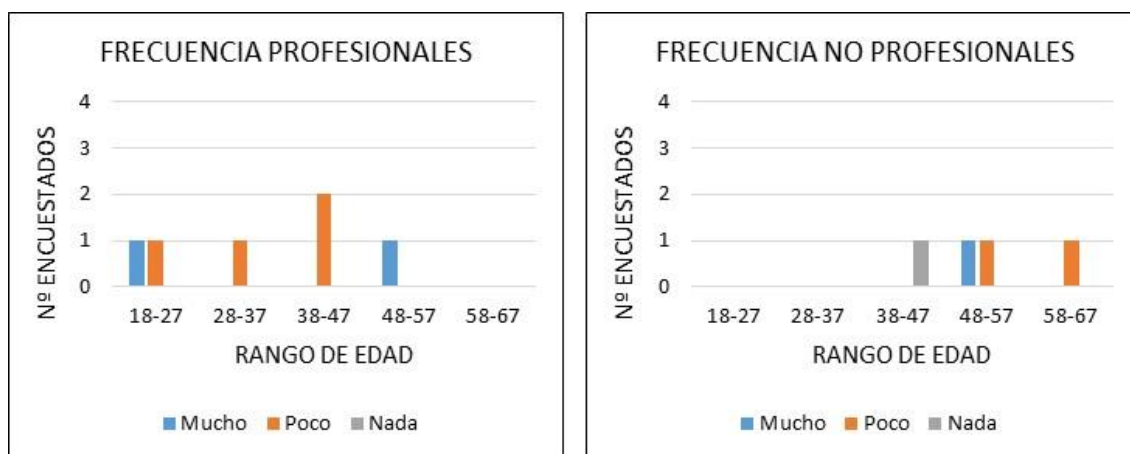 FRECUENCIA PROFESIONALES
Nº ENCUESTADOS
4
3
2
1
0
18-27 28-37 38-47 48-57 58-67
RANGO DE EDAD
Mucho Poco Nada
FRECUENCIA NO PROFESIONALES
Nº ENCUESTADOS
4
3
2
1
0
18-27 28-37 38-47 48-57 58-67
RANGO DE EDAD
Mucho Poco Nada